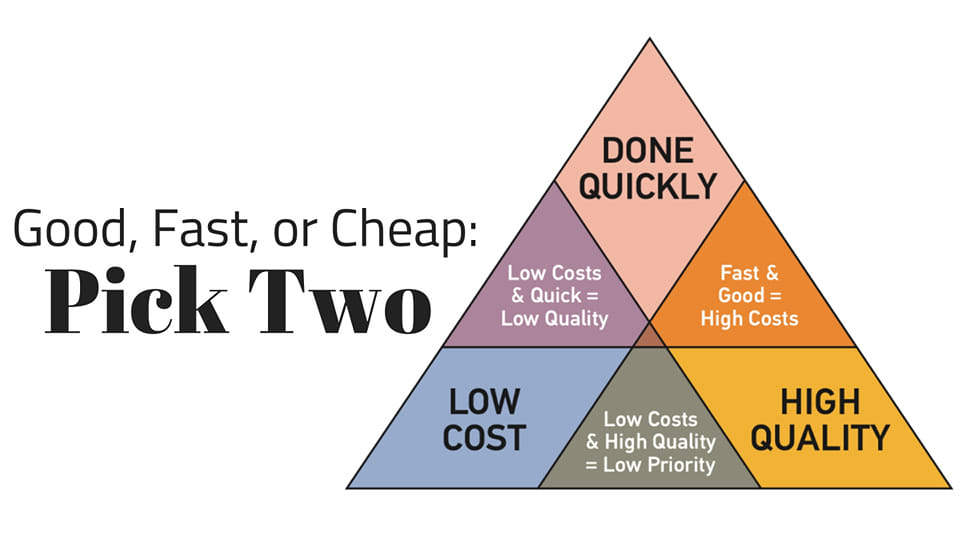 Good, Fast, or Cheap:
Pick Two
DONE
QUICKLY
Low Costs
& Quick =
Low Quality
Fast &
Good =
High Costs
LOW
COST
Low Costs
& High Quality
= Low Priority
HIGH
QUALITY